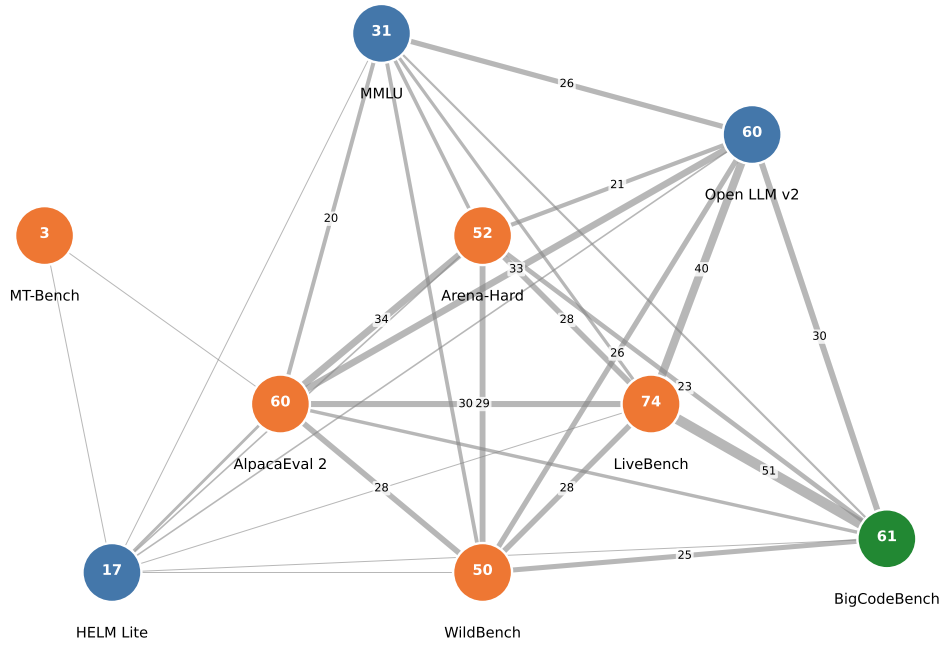 31
MMLU
26
60
Open LLM v2
21
20
3
MT-Bench
52
Arena-Hard
33
40
34
28
26
30
23
60
AlpacaEval 2
30
29
74
LiveBench
51
28
28
25
61
BigCodeBench
17
HELM Lite
50
WildBench